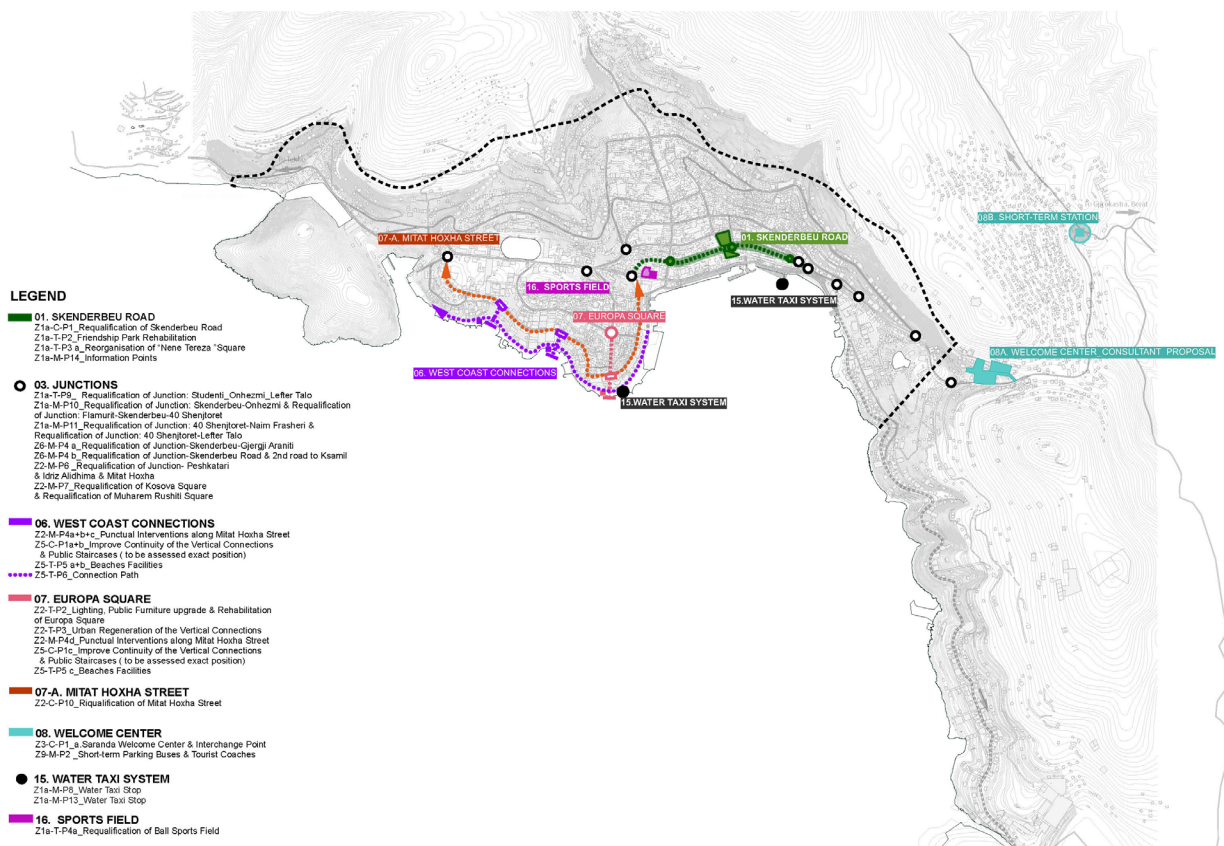 08B. SHORT-TERM STATION
07-A. MITAT HOXHA STREET
01. SKENDERBEU ROAD
16. SPORTS FIELD
15.WATER TAXI SYSTEM
07. EUROPA SQUARE
08A. WELCOME CENTER_CONSULTANT PROPOSAL
06. WEST COAST CONNECTIONS
15.WATER TAXI SYSTEM
LEGEND
01. SKENDERBEU ROAD
Z1a-C-P1_Requalification of Skenderbeu Road
Z1a-T-P2_Friendship Park Rehabilitation
Z1a-T-P3 a_Reorganisation of "Nene Tereza "Square
Z1a-M-P14_Information Points
03. JUNCTIONS
Z1a-T-P9_ Requalification of Junction: Studenti_Onhezmi_Lefter Talo
Z1a-M-P10_Requalification of Junction: Skenderbeu-Onhezmi & Requalification
of Junction: Flamurit-Skenderbeu-40 Shenjtoret
Z1a-M-P11_Requalification of Junction: 40 Shenjtoret-Naim Frasheri &
Requalification of Junction: 40 Shenjtoret-Lefter Talo
Z6-M-P4 a_Requalification of Junction-Skenderbeu-Gjergji Araniti
Z6-M-P4 b_Requalification of Junction-Skenderbeu Road & 2nd road to Ksamil
Z2-M-P6 _Requalification of Junction- Peshkatari
& Idriz Alidhima & Mitat Hoxha
Z2-M-P7_Requalification of Kosova Square
& Requalification of Muharem Rushiti Square
06. WEST COAST CONNECTIONS
Z2-M-P4a+b+c_Punctual Interventions along Mitat Hoxha Street
Z5-C-P1a+b_Improve Continuity of the Vertical Connections
& Public Staircases ( to be assessed exact position)
Z5-T-P5 a+b_Beaches Facilities
Z5-T-P6_Connection Path
07. EUROPA SQUARE
Z2-T-P2_Lighting, Public Furniture upgrade & Rehabilitation
of Europa Square
Z2-T-P3_Urban Regeneration of the Vertical Connections
Z2-M-P4d_Punctual Interventions along Mitat Hoxha Street
Z5-C-P1c_Improve Continuity of the Vertical Connections
& Public Staircases ( to be assessed exact position)
Z5-T-P5 c_Beaches Facilities
07-A. MITAT HOXHA STREET
Z2-C-P10_Riqualification of Mitat Hoxha Street
08. WELCOME CENTER
Z3-C-P1_a.Saranda Welcome Center & Interchange Point
Z9-M-P2 _Short-term Parking Buses & Tourist Coaches
15. WATER TAXI SYSTEM
Z1a-M-P8_Water Taxi Stop
Z1a-M-P13_Water Taxi Stop
16. SPORTS FIELD
Z1a-T-P4a_Requalification of Ball Sports Field